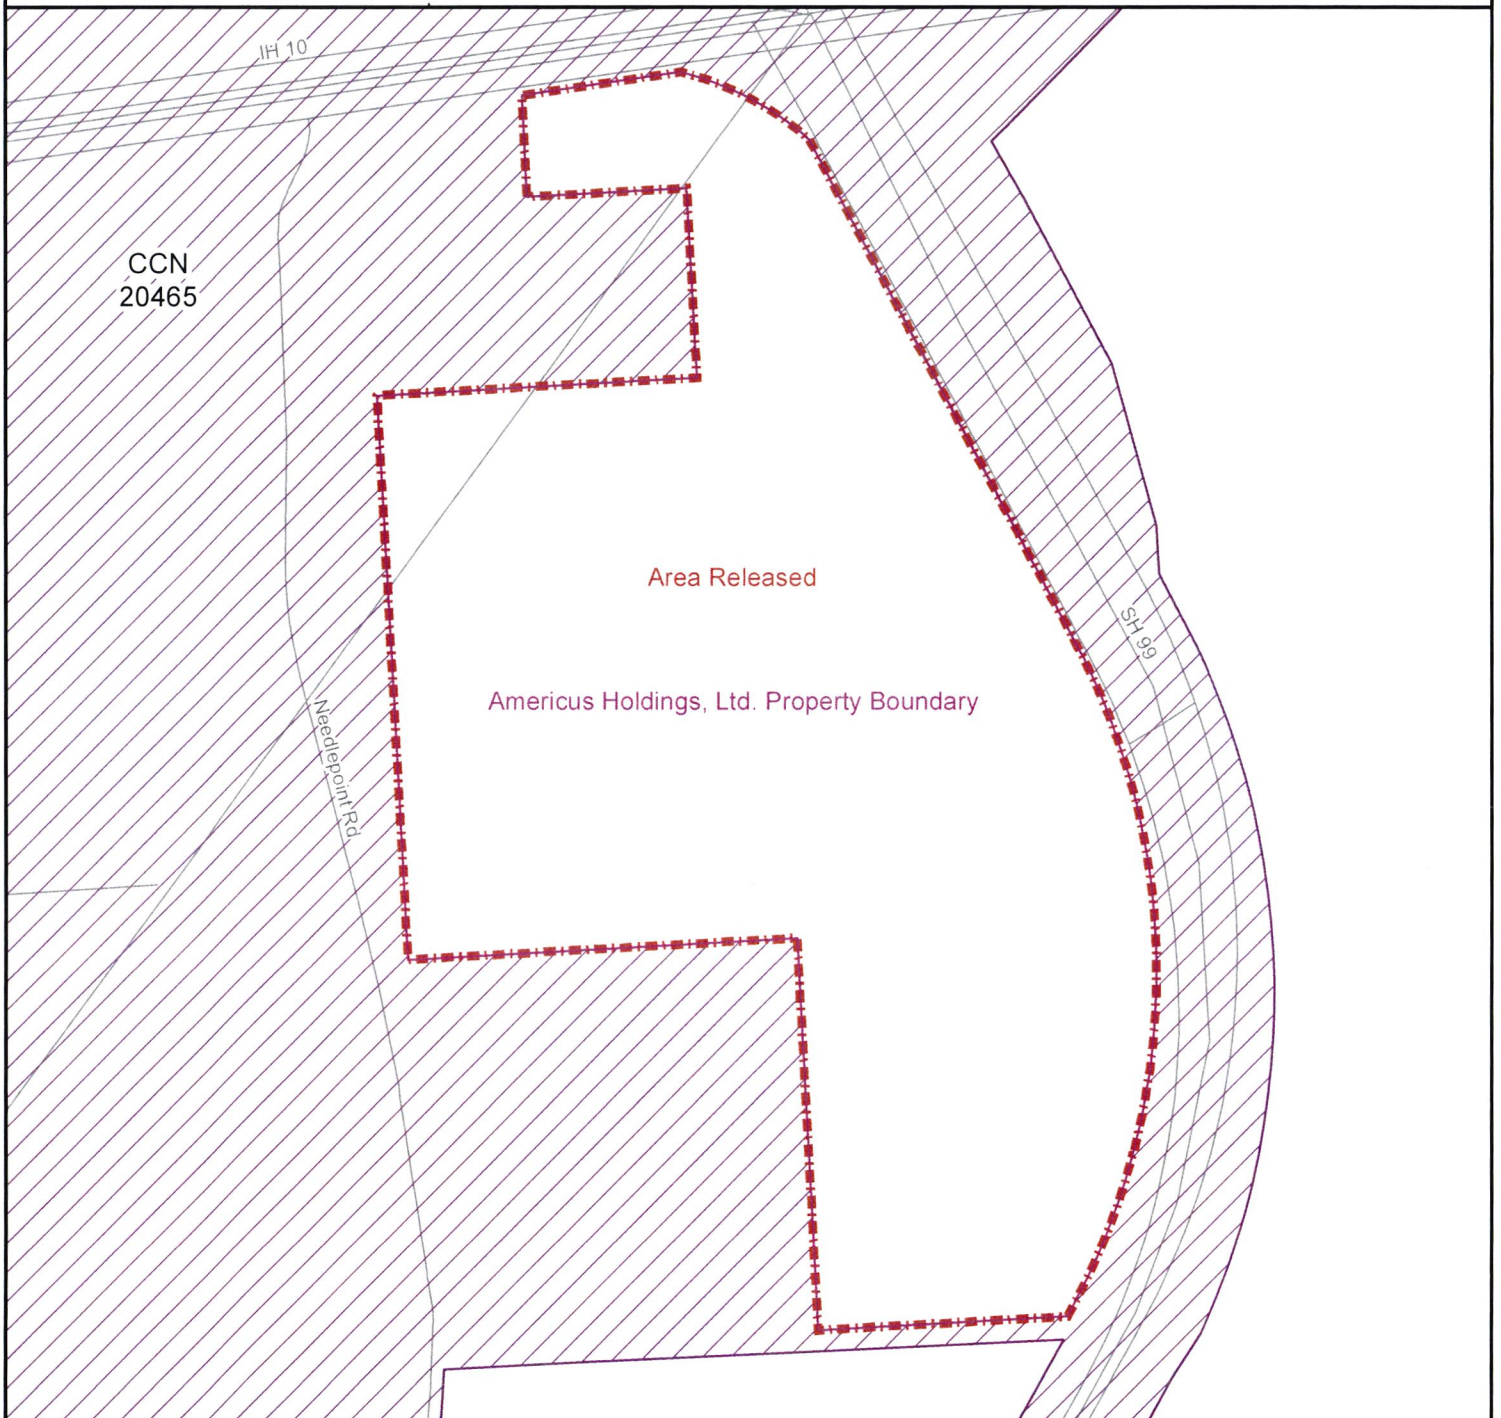 IH 10
CCN
20465
Area Released
SH 99
Americus Holdings, Ltd. Property Boundary
Needlepoint Rd